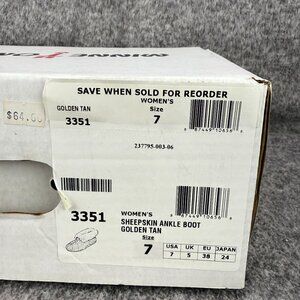 $64.
SAVE WHEN SOLD FOR REORDER
WOMEN'S
GOLDEN TAN
Size
3351
7
237795-003-06
WOMEN'S
3351
SHEEPSKIN ANKLE BOOT
GOLDEN TAN
Size
7
USA UK EU JAPAN
7 5 38 24